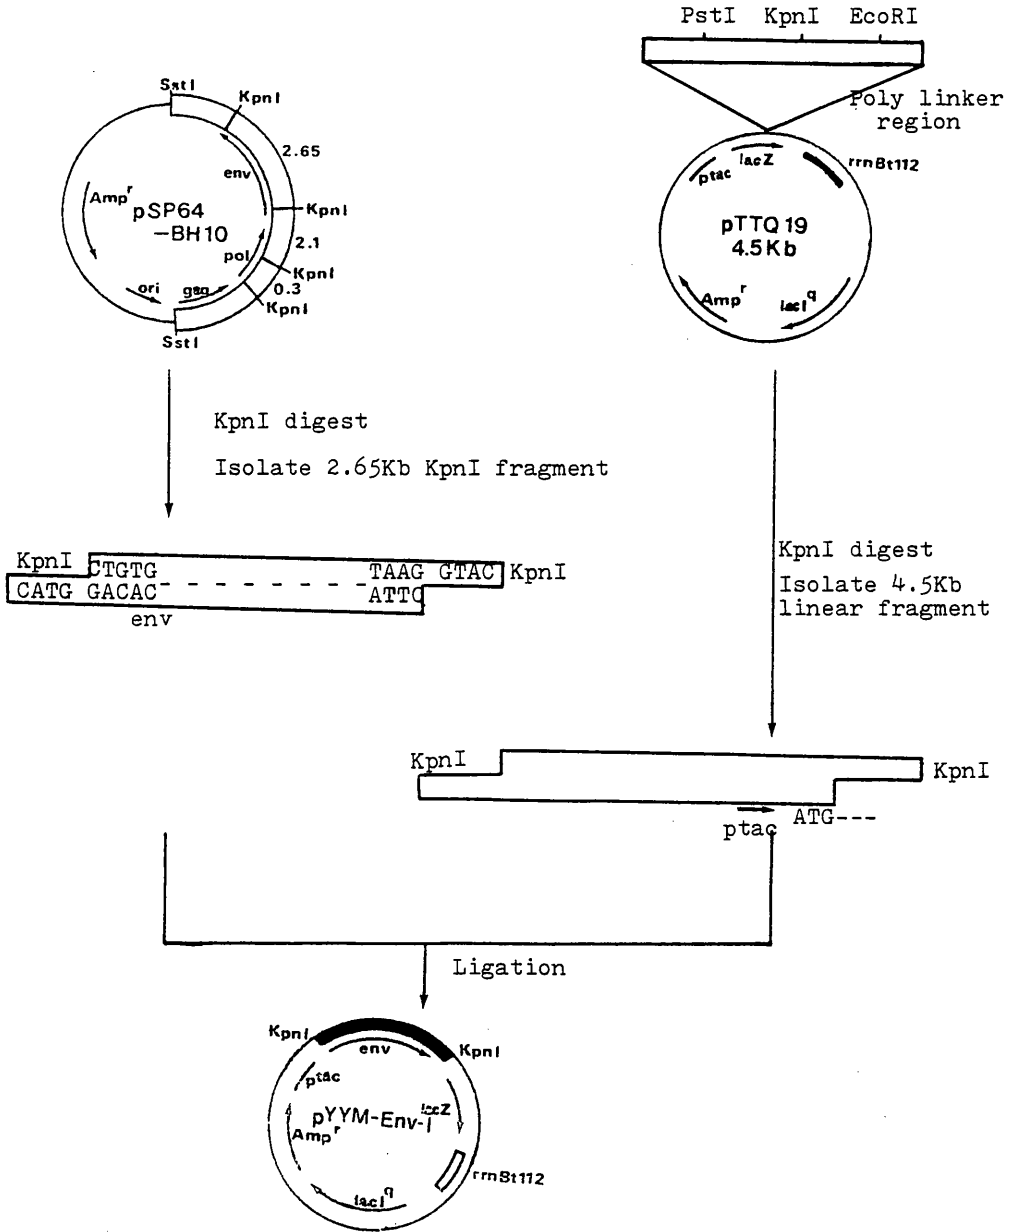 PstI KpnI EcoRI
Poly linker
region
SstI
KpnI
2.65
env
KpnI
2.1
pol
KpnI
0.3
KpnI
gag
ori
SstI
Amp r
pSP64
-BH10
lacZ
ptac
rrnBt112
pTTQ19
4.5Kb
Amp r
lacI q
KpnI digest
Isolate 2.65Kb KpnI fragment
KpnI CTGTG - - - - - - - - - TAAG GTAC KpnI
CATG GACAC ATTC
env
KpnI digest
Isolate 4.5Kb
linear fragment
KpnI
KpnI
ptac ATG---
Ligation
KpnI
env
KpnI
ptac
lacZ
pYYM-Env-1
Amp r
rrnBt112
lacI q